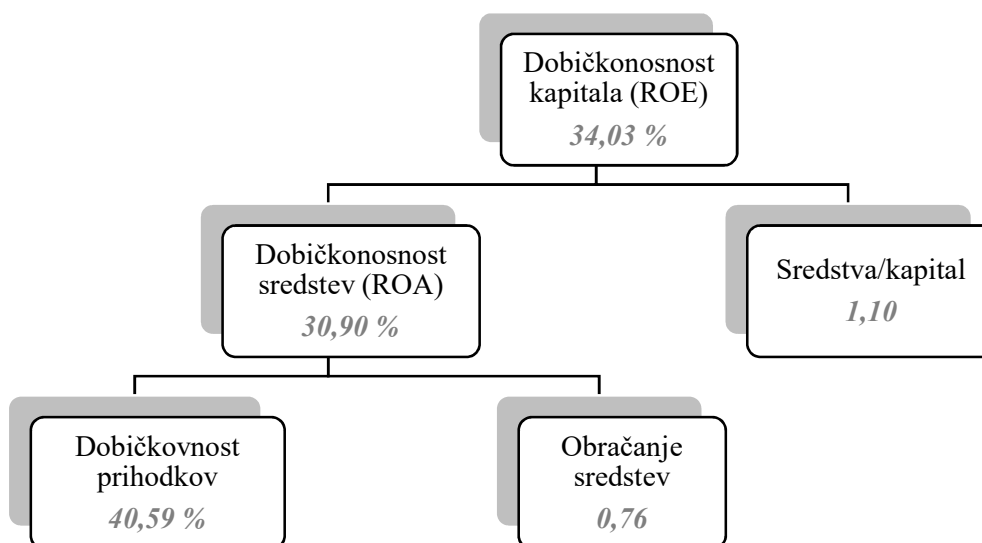 Dobičkonosnost
kapitala (ROE)
34,03 %
Dobičkonosnost
sredstev (ROA)
30,90 %
Sredstva/kapital
1,10
Dobičkovnost
prihodkov
40,59 %
Obračanje
sredstev
0,76